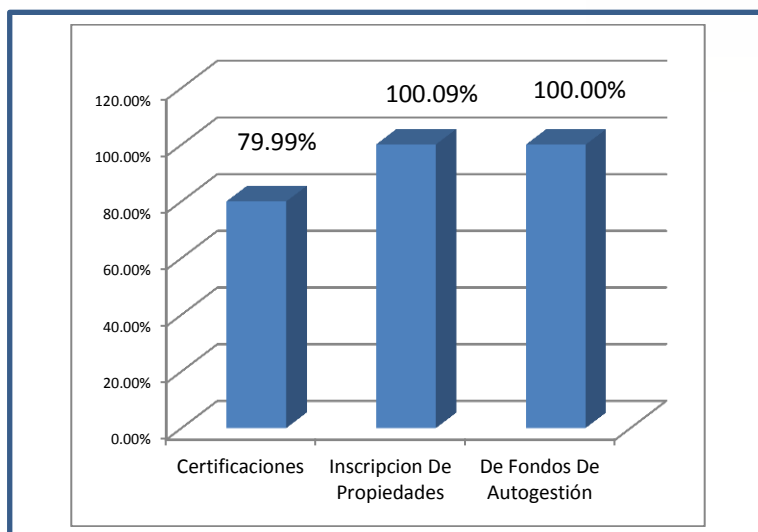 120.00%
100.00%
80.00%
60.00%
40.00%
20.00%
0.00%
79.99%
100.09%
100.00%
Certificaciones
Inscripcion De
Propiedades
De Fondos De
Autogestión